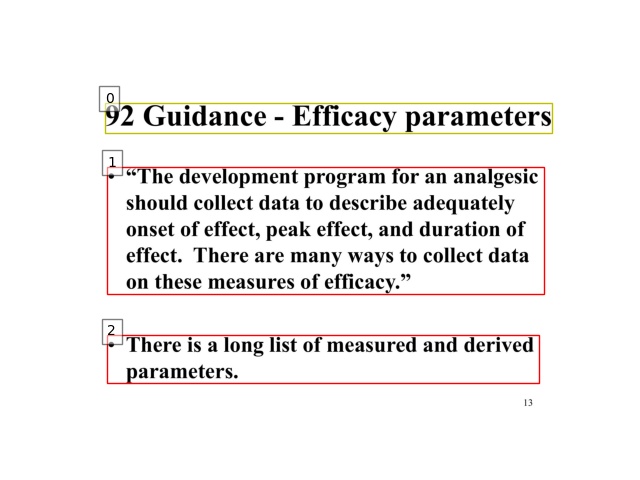 0
92 Guidance - Efficacy parameters
1
• “The development program for an analgesic
should collect data to describe adequately
onset of effect, peak effect, and duration of
effect.  There are many ways to collect data
on these measures of efficacy.”
2
• There is a long list of measured and derived
parameters.
13